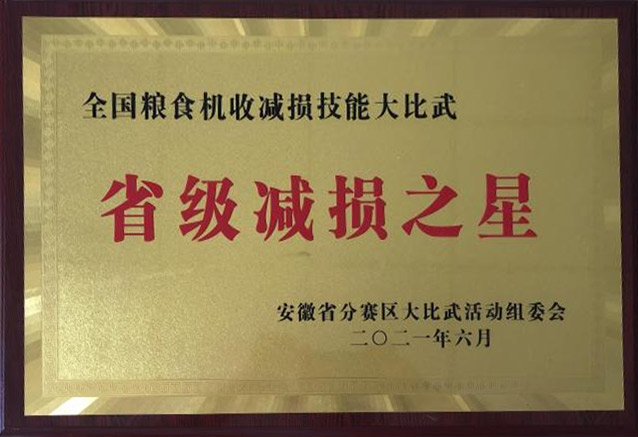 全国粮食机收减损技能大比武
省级减损之星
安徽省分赛区大比武活动组委会
二〇二一年六月